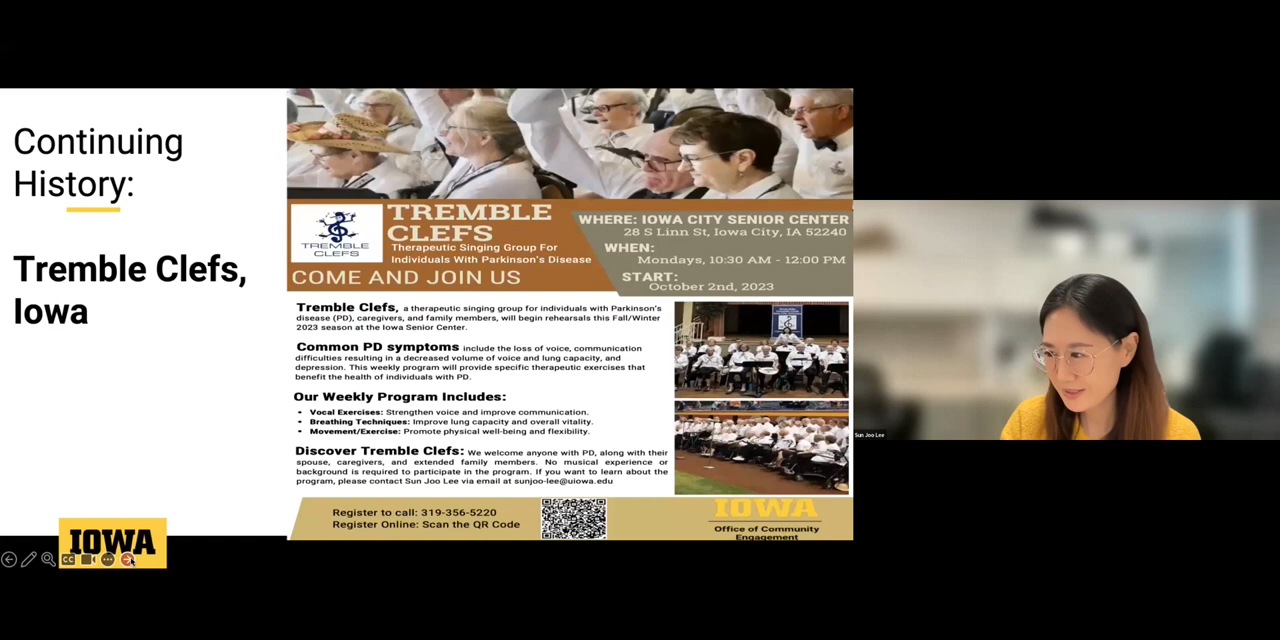 Continuing
History:
Tremble Clefs,
Iowa
TREMBLE
CLEFS
TREMBLE
CLEFS
Therapeutic Singing Group For
Individuals With Parkinson's Disease
COME AND JOIN US
WHERE: IOWA CITY SENIOR CENTER
28 S Linn St, Iowa City, IA 52240
WHEN:
Mondays, 10:30 AM - 12:00 PM
START:
October 2nd, 2023
Tremble Clefs, a therapeutic singing group for individuals with Parkinson's
disease (PD), caregivers, and family members, will begin rehearsals this Fall/Winter
2023 season at the Iowa Senior Center.
Common PD symptoms include the loss of voice, communication
difficulties resulting in a decreased volume of voice and lung capacity, and
depression. This weekly program will provide specific therapeutic exercises that
benefit the health of individuals with PD.
Our Weekly Program Includes:
• Vocal Exercises: Strengthen voice and improve communication.
• Breathing Techniques: Improve lung capacity and overall vitality.
• Movement/Exercise: Promote physical well-being and flexibility.
Discover Tremble Clefs: We welcome anyone with PD, along with their
spouse, caregivers, and extended family members. No musical experience or
background is required to participate in the program. If you want to learn about the
program, please contact Sun Joo Lee via email at sunjoo-lee@uiowa.edu
Register to call: 319-356-5220
Register Online: Scan the QR Code
IOWA
Office of Community
Engagement
IOWA
CC
Sun Joo Lee